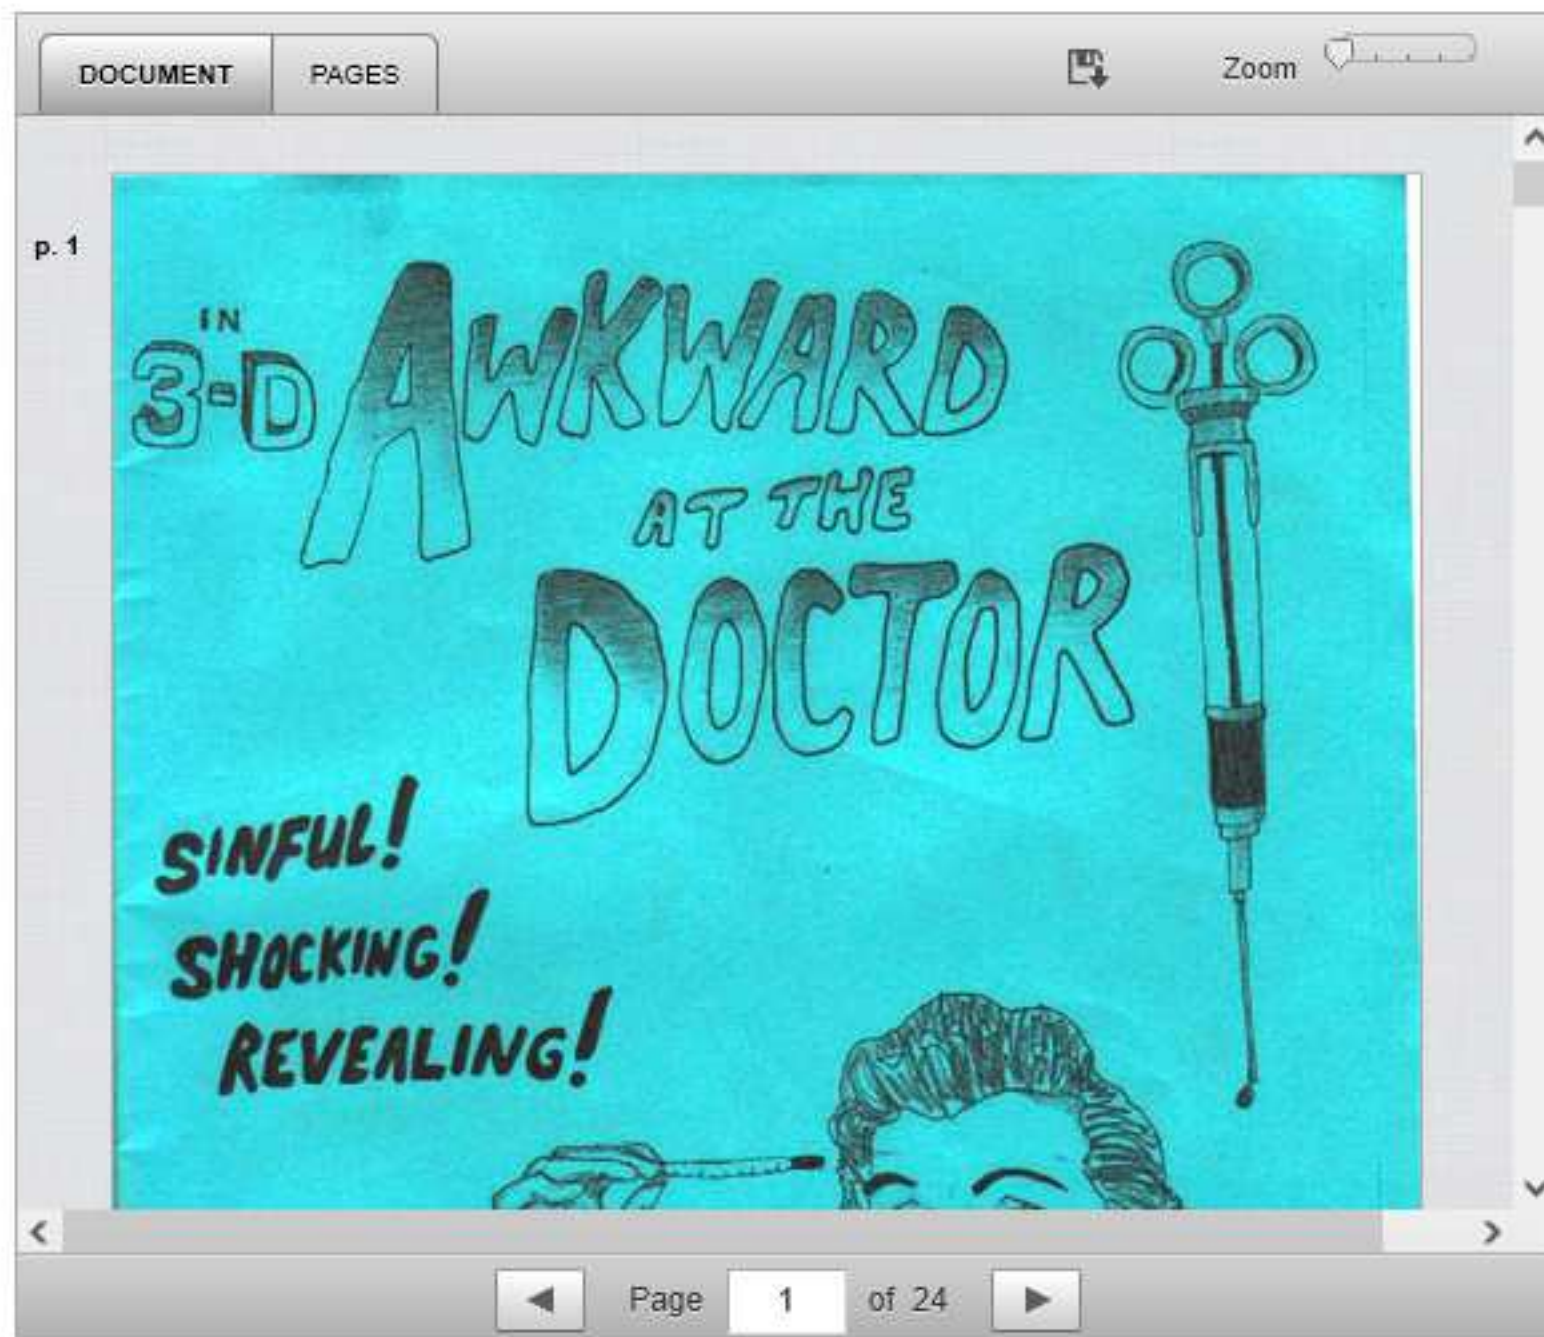 DOCUMENT PAGES Zoom
p. 1
IN
3-D AWKWARD
AT THE
DOCTOR
SINFUL!
SHOCKING!
REVEALING!
Page 1 of 24